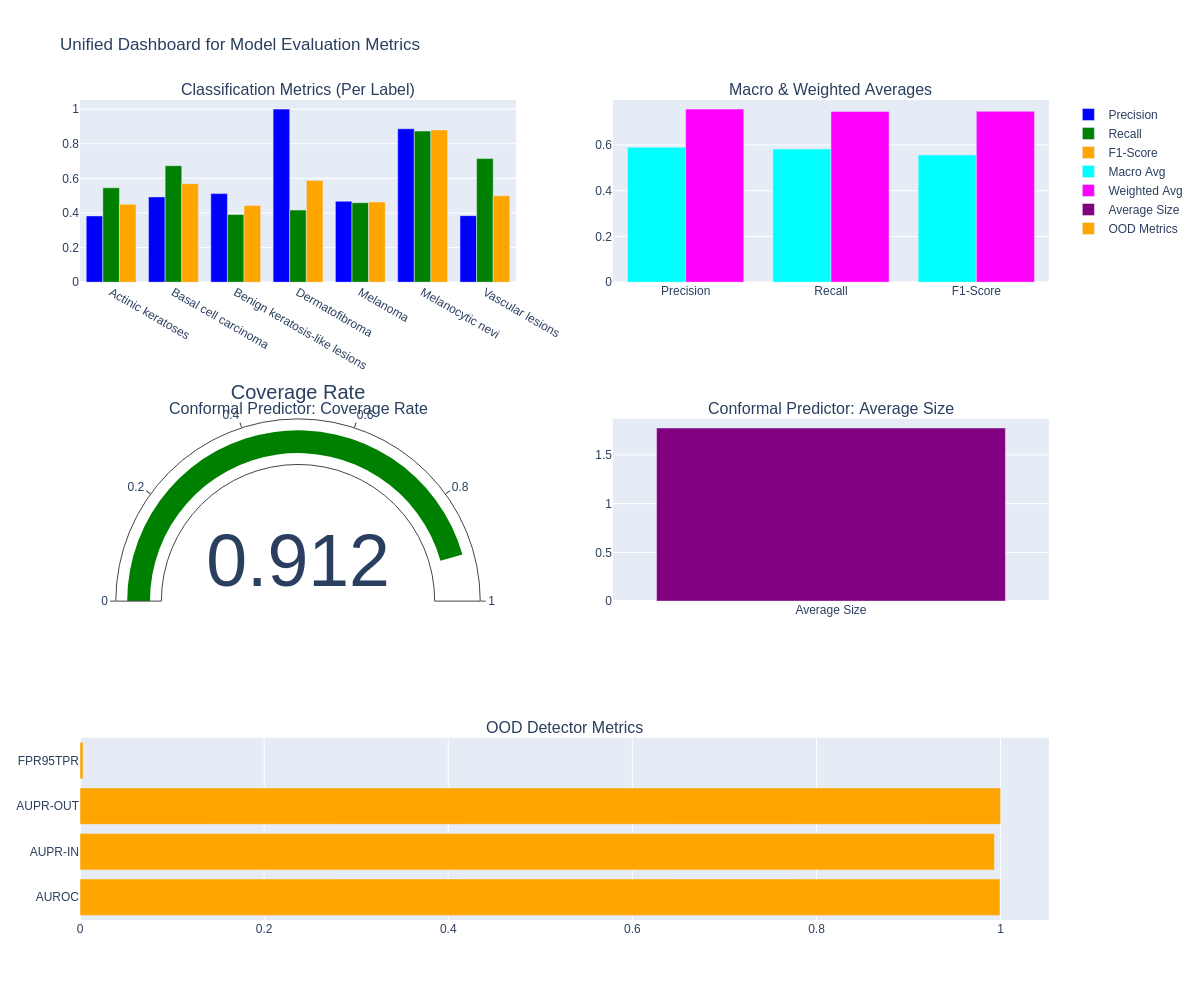 Unified Dashboard for Model Evaluation Metrics
Classification Metrics (Per Label)
1
0.8
0.6
0.4
0.2
0
Actinic keratoses
Basal cell carcinoma
Benign keratosis-like lesions
Dermatofibroma
Melanoma
Melanocytic nevi
Vascular lesions
Macro & Weighted Averages
0.6
0.4
0.2
0
Precision
Recall
F1-Score
Precision
Recall
F1-Score
Macro Avg
Weighted Avg
Average Size
OOD Metrics
Coverage Rate
Conformal Predictor: Coverage Rate
0
0.2
0.4
0.6
0.8
1
0.912
Conformal Predictor: Average Size
1.5
1
0.5
0
Average Size
OOD Detector Metrics
FPR95TPR
AUPR-OUT
AUPR-IN
AUROC
0
0.2
0.4
0.6
0.8
1